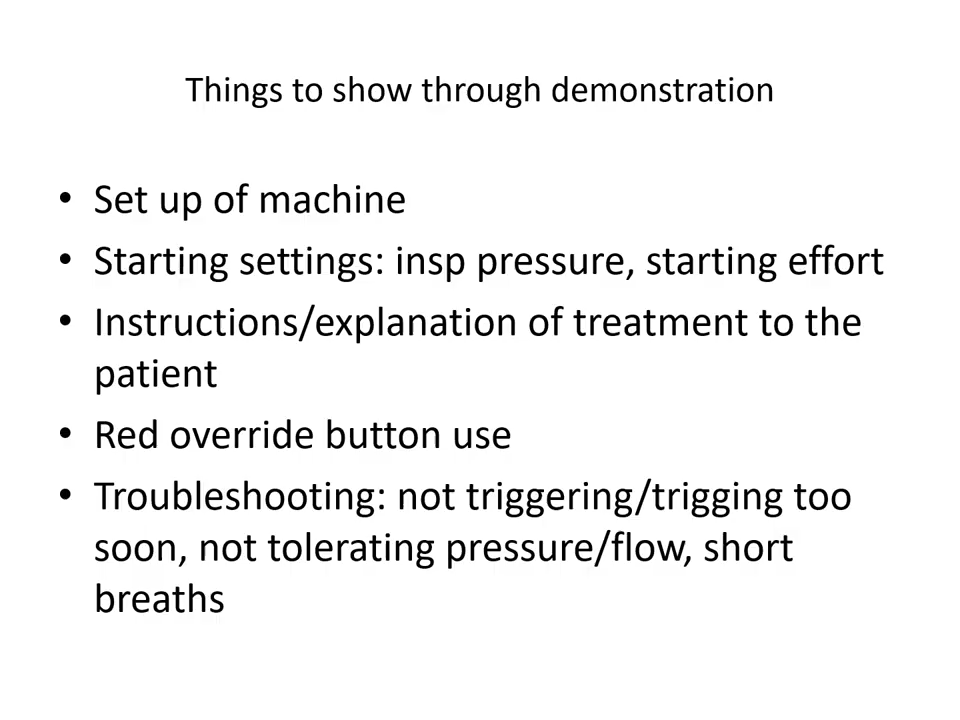 Things to show through demonstration
• Set up of machine
• Starting settings: insp pressure, starting effort
• Instructions/explanation of treatment to the
patient
• Red override button use
• Troubleshooting: not triggering/trigging too
soon, not tolerating pressure/flow, short
breaths